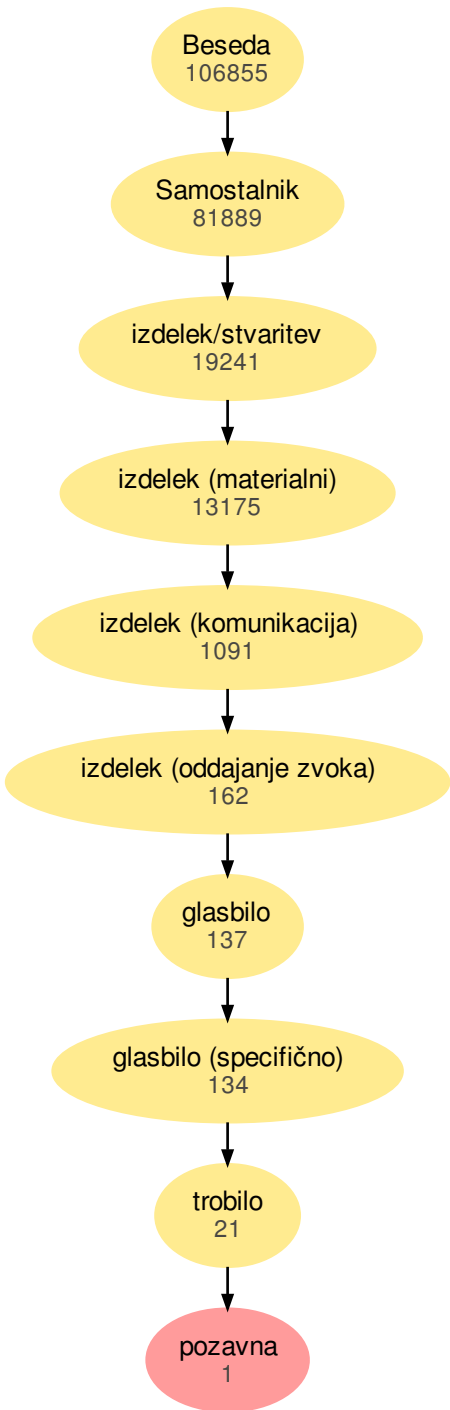 Beseda
106855
Samostalnik
81889
izdelek/stvaritev
19241
izdelek (materialni)
13175
izdelek (komunikacija)
1091
izdelek (oddajanje zvoka)
162
glasbilo
137
glasbilo (specifično)
134
trobilo
21
pozavna
1